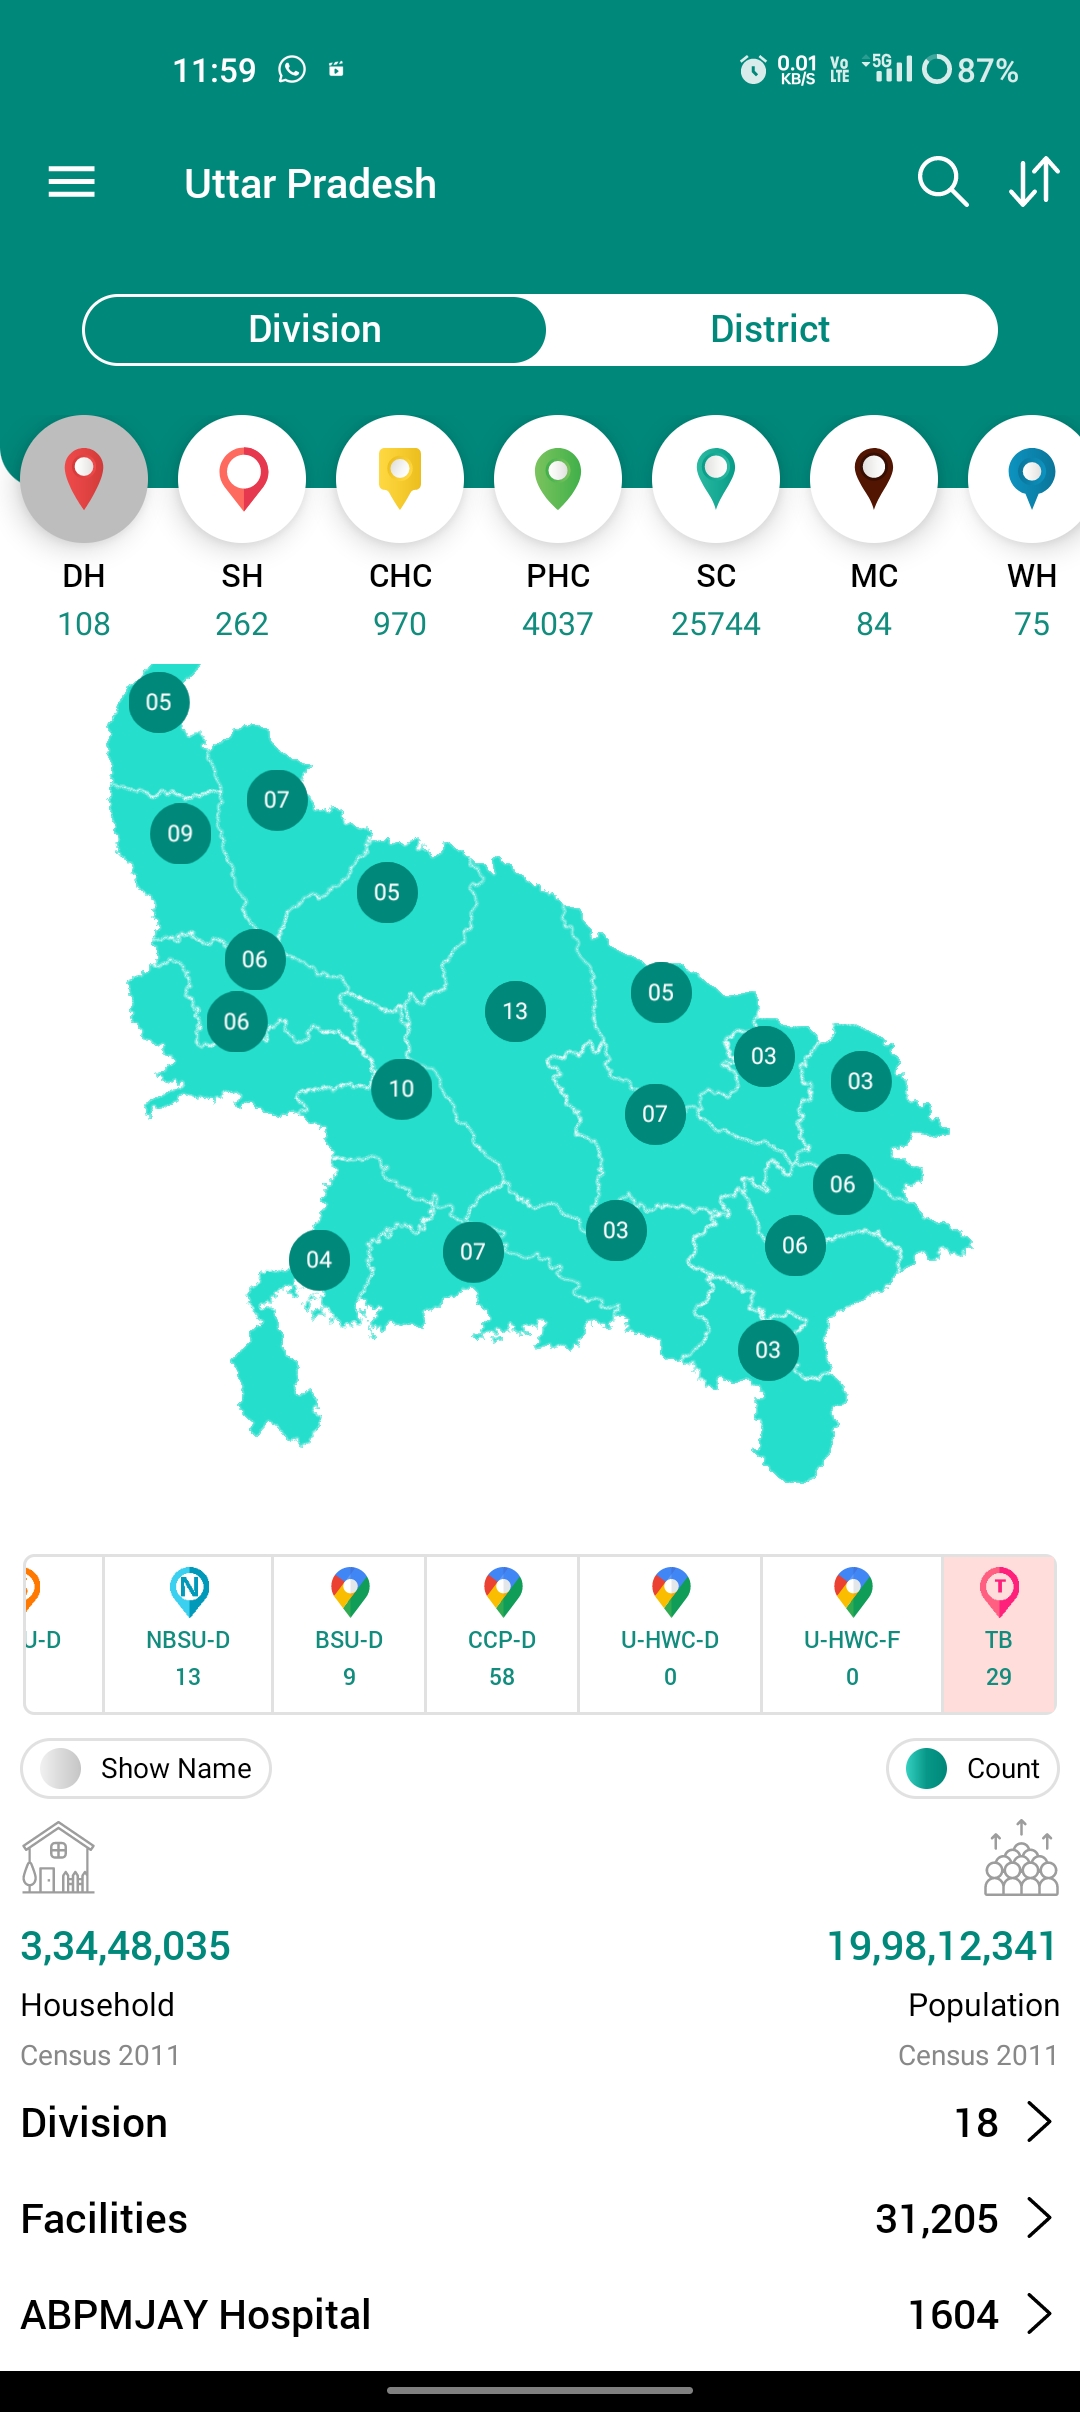 11:59 0.01 KB/S Vo LTE 5G 87%
Uttar Pradesh
Division District
DH SH CHC PHC SC MC WH
108 262 970 4037 25744 84 75
05
07
09
05
06
13
05
06
03
03
10
07
06
03
06
07
04
03
N T
U-D NBSU-D BSU-D CCP-D U-HWC-D U-HWC-F TB
13 9 58 0 0 29
Show Name Count
3,34,48,035 19,98,12,341
Household Population
Census 2011 Census 2011
Division 18
Facilities 31,205
ABPMJAY Hospital 1604